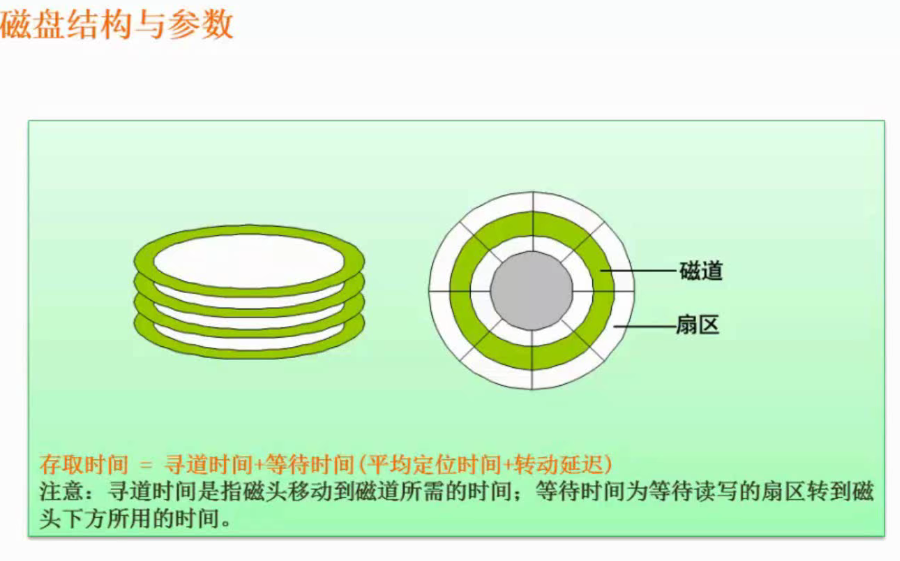 磁盘结构与参数
磁道
扇区
存取时间 = 寻道时间+等待时间(平均定位时间+转动延迟)
注意：寻道时间是指磁头移动到磁道所需的时间；等待时间为等待读写的扇区转到磁
头下方所用的时间。